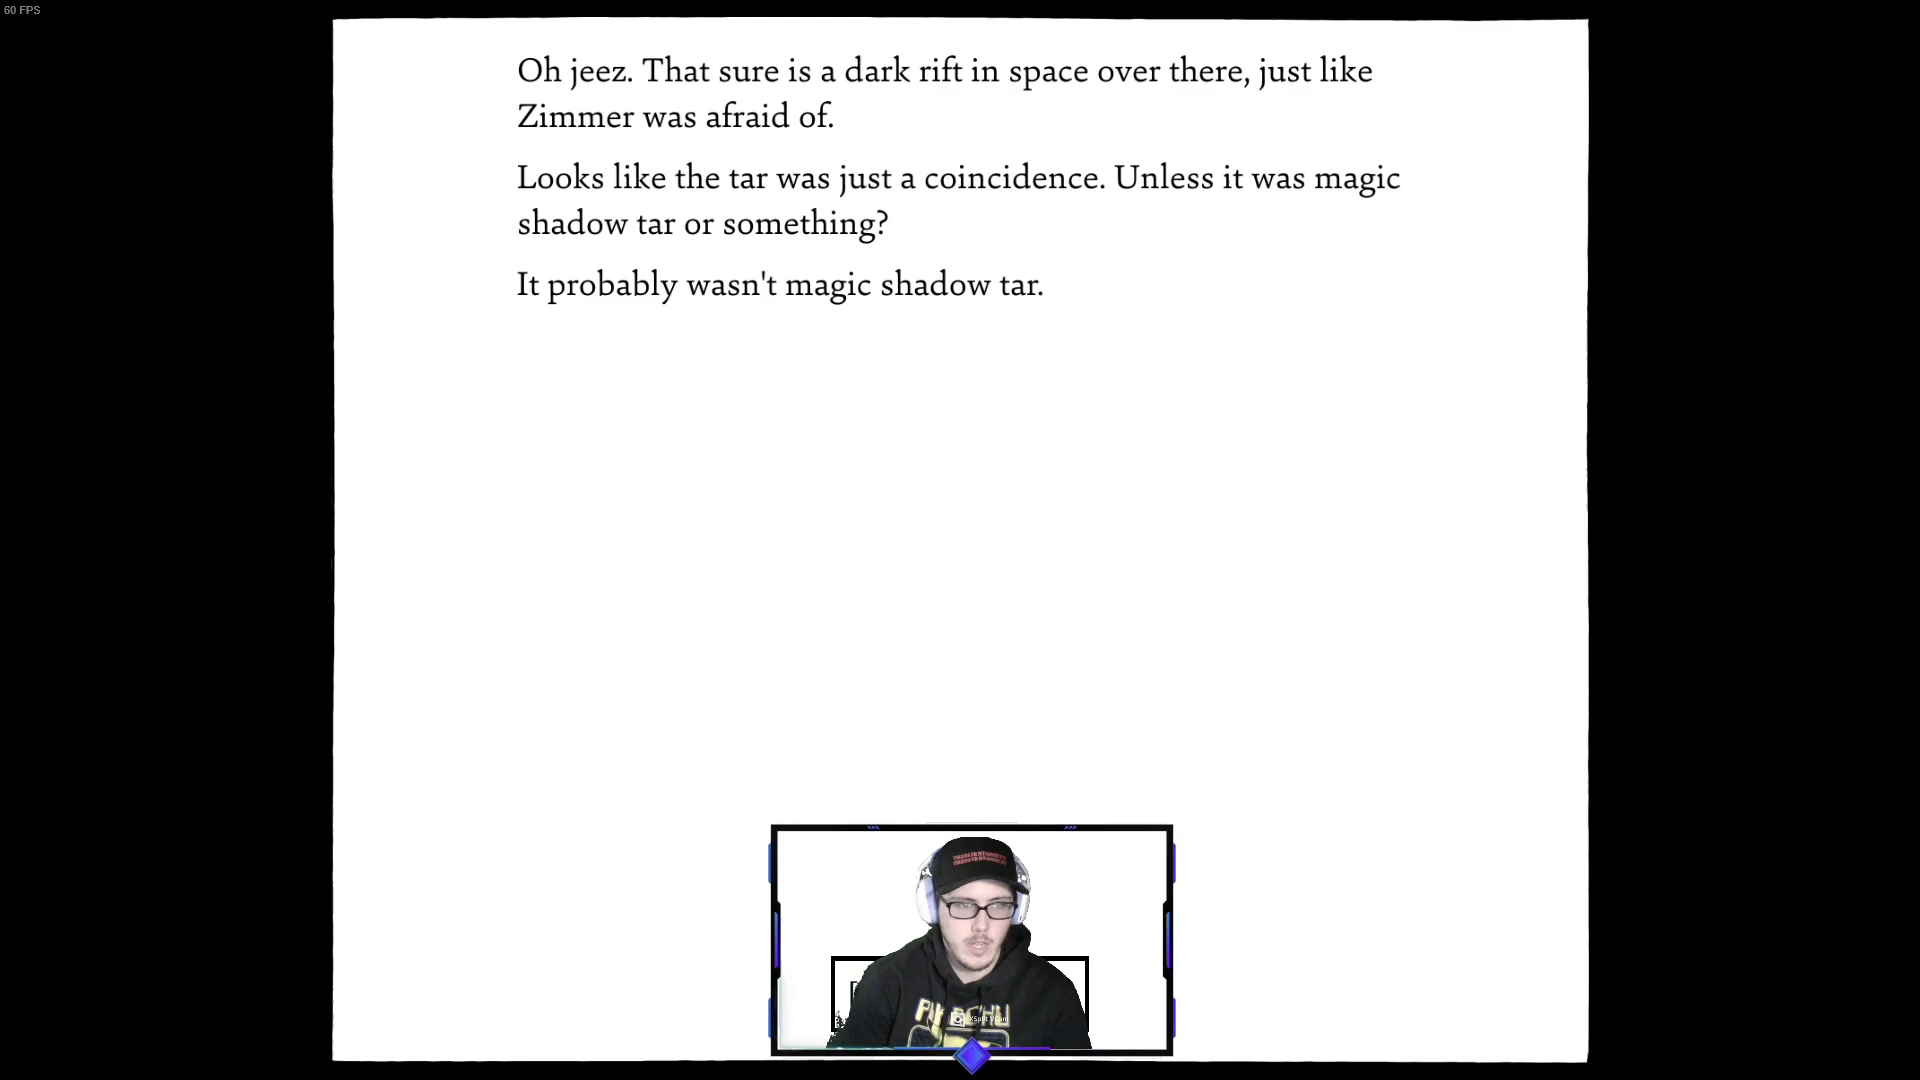 60 FPS
Oh jeez. That sure is a dark rift in space over there, just like
Zimmer was afraid of.
Looks like the tar was just a coincidence. Unless it was magic
shadow tar or something?
It probably wasn't magic shadow tar.